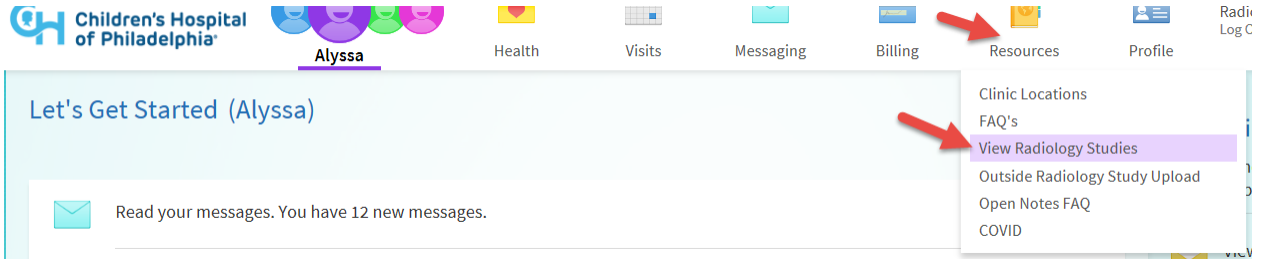 Children's Hospital
of Philadelphia
Alyssa
Health
Visits
Messaging
Billing
Resources
Profile
Log
Let's Get Started (Alyssa)
Read your messages. You have 12 new messages.
Clinic Locations
FAQ's
View Radiology Studies
Outside Radiology Study Upload
Open Notes FAQ
COVID